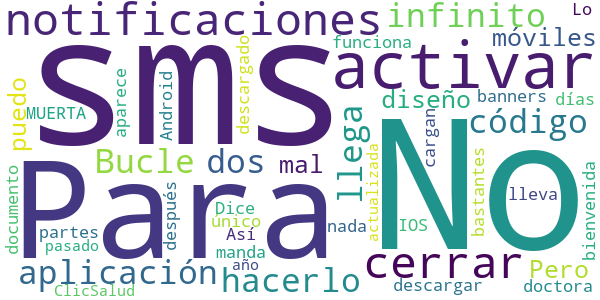 notificaciones
infinito
Lo
sms
activar
funciona
móviles
puedo
MUERTA
aparece
Android
descargado
llega
diseño
banners
días
código
Para
Bucle
dos
mal
No
cargan
bastantes
lleva
bienvenida
documento
partes
pasado
después
Dice
único
Así
manda
año
nada
actualizada
IOS
cerrar
Pero
aplicación
hacerlo
descargar
doctora
ClicSalud